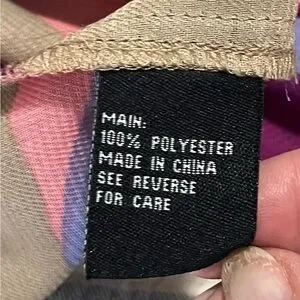 MAIN:
100% POLYESTER
MADE IN CHINA
SEE REVERSE
FOR CARE